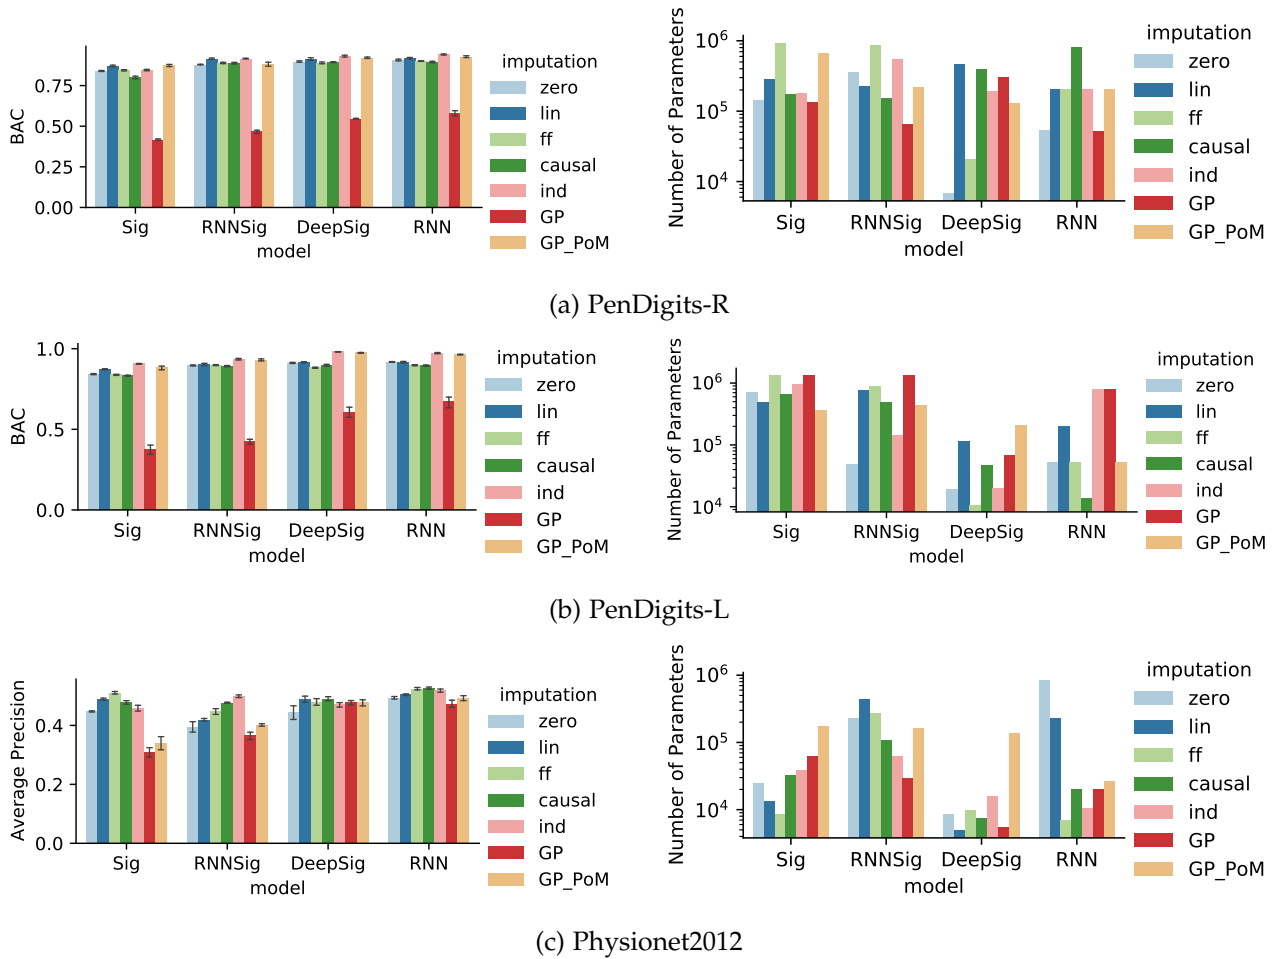 BAC
0.75
0.50
0.25
0.00
Sig RNNSig DeepSig RNN
model
imputation
zero
lin
ff
causal
ind
GP
GP_PoM
Number of Parameters
10^6
10^5
10^4
Sig RNNSig DeepSig RNN
model
imputation
zero
lin
ff
causal
ind
GP
GP_PoM
(a) PenDigits-R
BAC
1.0
0.5
0.0
Sig RNNSig DeepSig RNN
model
imputation
zero
lin
ff
causal
ind
GP
GP_PoM
Number of Parameters
10^6
10^5
10^4
Sig RNNSig DeepSig RNN
model
imputation
zero
lin
ff
causal
ind
GP
GP_PoM
(b) PenDigits-L
Average Precision
0.4
0.2
0.0
Sig RNNSig DeepSig RNN
model
imputation
zero
lin
ff
causal
ind
GP
GP_PoM
Number of Parameters
10^6
10^5
10^4
Sig RNNSig DeepSig RNN
model
imputation
zero
lin
ff
causal
ind
GP
GP_PoM
(c) Physionet2012